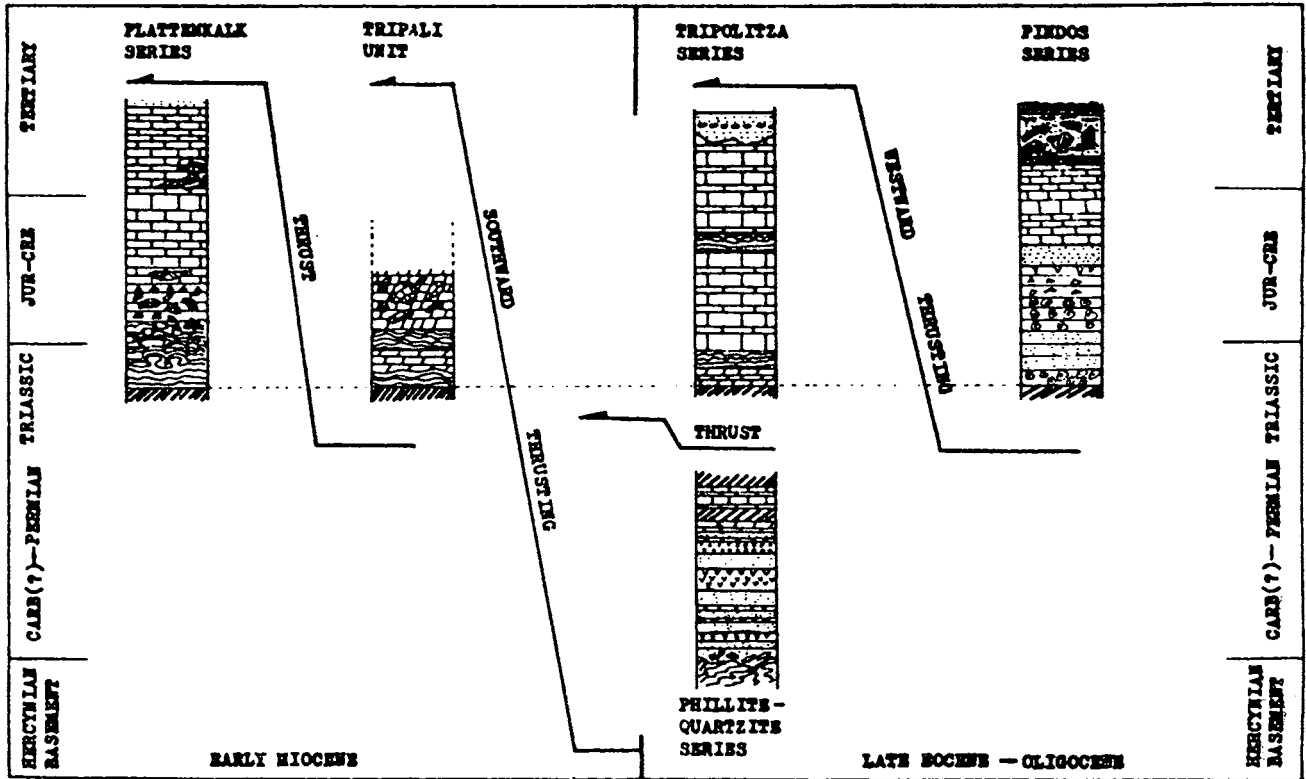 PLATTENKALK
SERIES
TRIPALI
UNIT
TRIPOLITZA
SERIES
PINDOS
SERIES
TERTIARY
JUR-CRE
TRIASSIC
CARB(?)—PERMIAN
HERCYNIAN
BASEMENT
THRUST
SOUTHWARD
THRUSTING
WESTWARD
THRUSTING
THRUST
PHILLITE-
QUARTZITE
SERIES
EARLY MIOCENE
LATE EOCENE — OLIGOCENE
TERTIARY
JUR-CRE
TRIASSIC
CARB(?)—PERMIAN
HERCYNIAN
BASEMENT